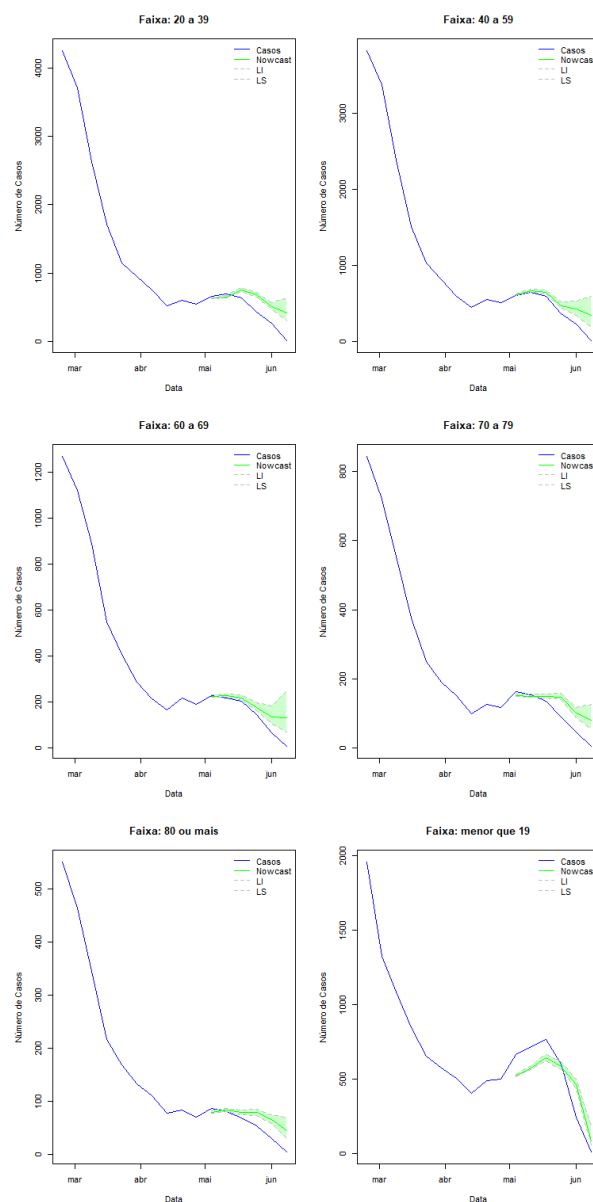 Faixa: 20 a 39
Casos
Nowcast
LI
LS
Número de Casos
4000
3000
2000
1000
0
mar abr mai jun
Data
Faixa: 40 a 59
Casos
Nowcast
LI
LS
Número de Casos
3000
2000
1000
0
mar abr mai jun
Data
Faixa: 60 a 69
Casos
Nowcast
LI
LS
Número de Casos
1200
1000
800
600
400
200
0
mar abr mai jun
Data
Faixa: 70 a 79
Casos
Nowcast
LI
LS
Número de Casos
800
600
400
200
0
mar abr mai jun
Data
Faixa: 80 ou mais
Casos
Nowcast
LI
LS
Número de Casos
500
400
300
200
100
0
mar abr mai jun
Data
Faixa: menor que 19
Casos
Nowcast
LI
LS
Número de Casos
2000
1500
1000
500
0
mar abr mai jun
Data